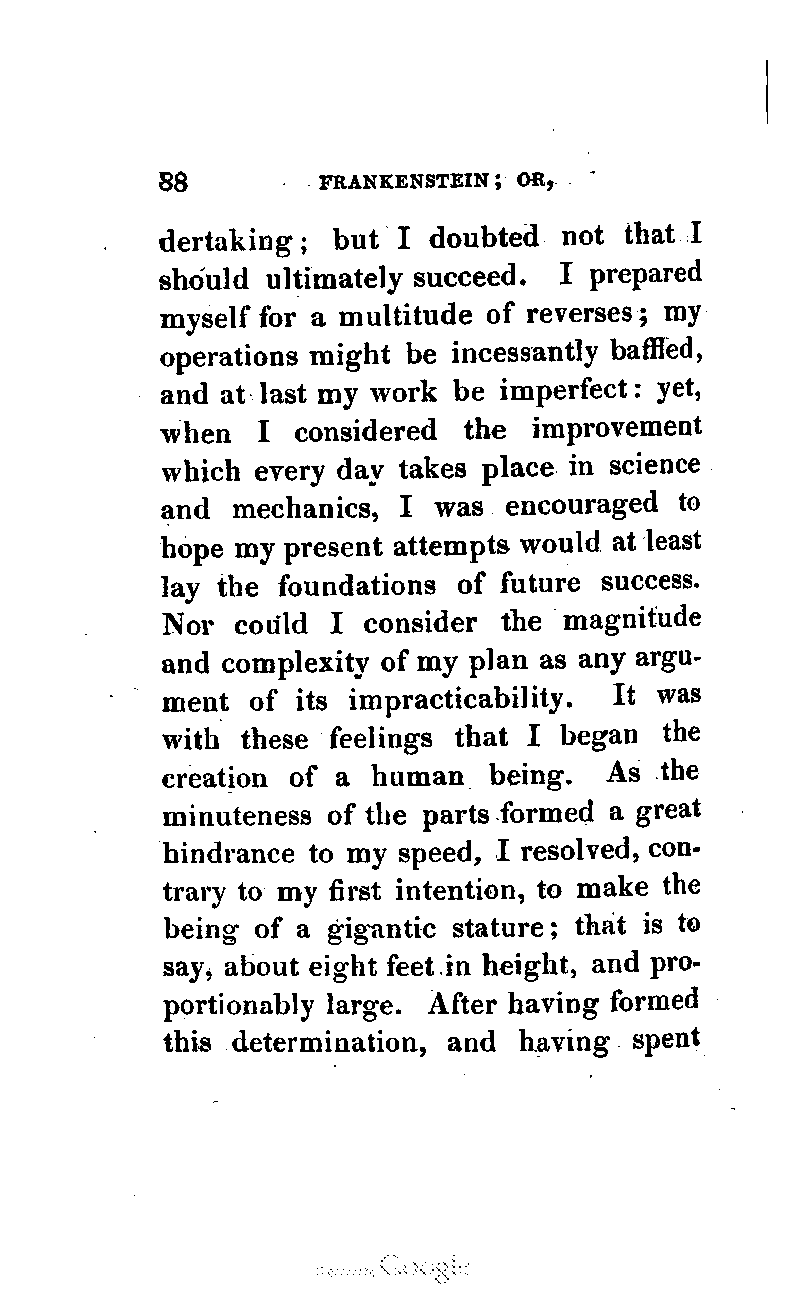 88 FRANKENSTEIN; OR,
dertaking; but I doubted not that I
should ultimately succeed. I prepared
myself for a multitude of reverses; my
operations might be incessantly baffled,
and at last my work be imperfect: yet,
when I considered the improvement
which every day takes place in science
and mechanics, I was encouraged to
hope my present attempts would at least
lay the foundations of future success.
Nor could I consider the magnitude
and complexity of my plan as any argu-
ment of its impracticability. It was
with these feelings that I began the
creation of a human being. As the
minuteness of the parts formed a great
hindrance to my speed, I resolved, con-
trary to my first intention, to make the
being of a gigantic stature; that is to
say, about eight feet in height, and pro-
portionably large. After having formed
this determination, and having spent
Google